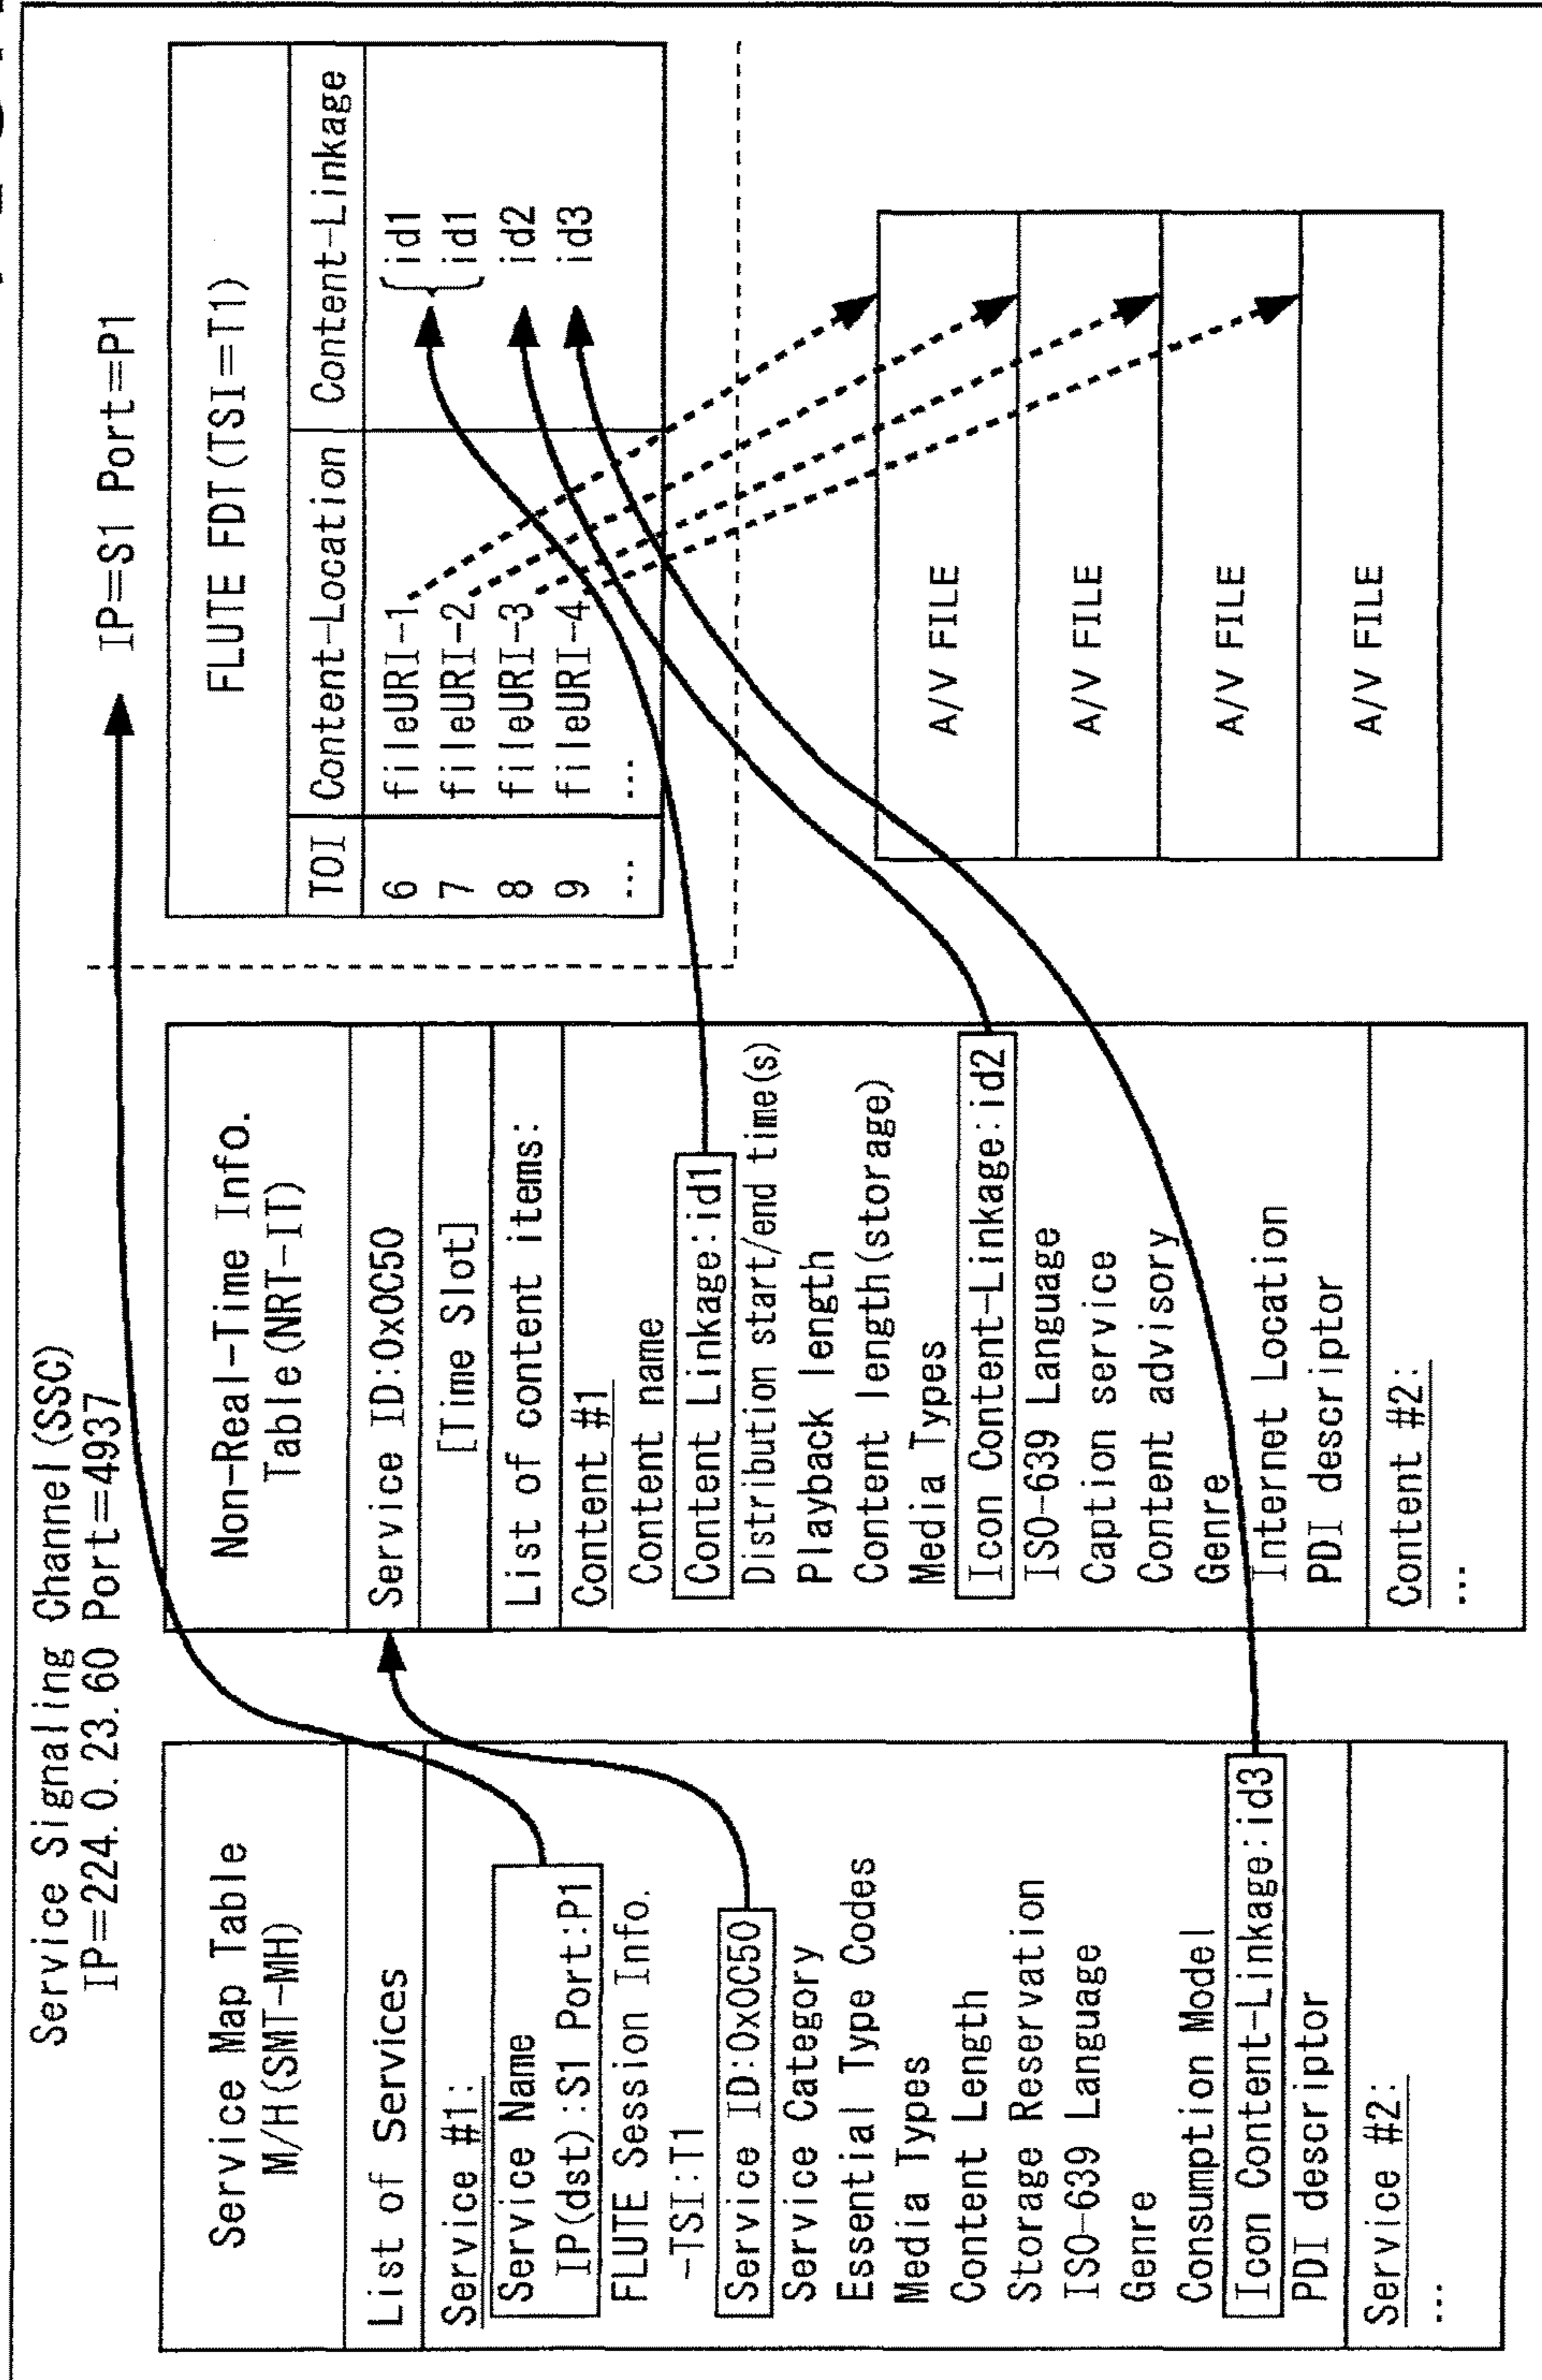 Service Signaling Channel(SSC)
IP=224.0.23.60 Port=4937
Service Map Table
M/H(SMT-MH)
List of Services
Service #1:
Service Name
IP(dst):S1 Port:P1
FLUTE Session Info.
-TSI:T1
Service ID:0x0C50
Service Category
Essential Type Codes
Media Types
Content Length
Storage Reservation
ISO-639 Language
Genre
Consumption Model
Icon Content-Linkage:id3
PDI descriptor
Service #2:
...
Non-Real-Time Info.
Table(NRT-IT)
Service ID:0x0C50
[Time Slot]
List of content items:
Content #1
Content name
Content Linkage:id1
Distribution start/end time(s)
Playback length
Content length(storage)
Media Types
Icon Content-Linkage:id2
ISO-639 Language
Caption service
Content advisory
Genre
Internet Location
PDI descriptor
Content #2:
...
IP=S1 Port=P1
FLUTE FDT(TSI=T1)
TOI Content-Location Content-Linkage
6 fileURI-1 id1
7 fileURI-2 id1
8 fileURI-3 id2
9 fileURI-4 id3
... ...
A/V FILE
A/V FILE
A/V FILE
A/V FILE